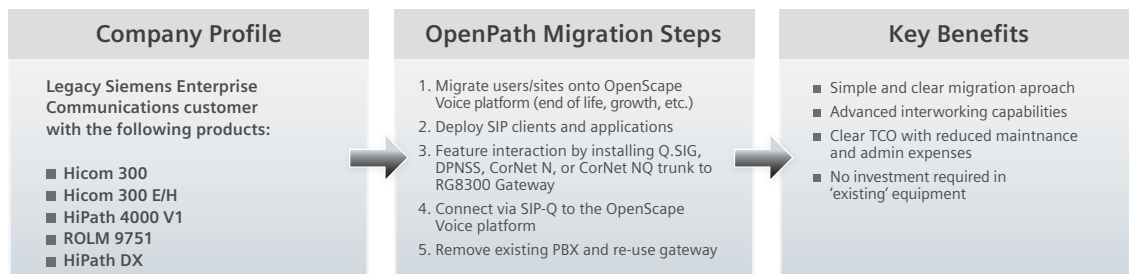 Company Profile
Legacy Siemens Enterprise
Communications customer
with the following products:
■ Hicom 300
■ Hicom 300 E/H
■ HiPath 4000 V1
■ ROLM 9751
■ HiPath DX
OpenPath Migration Steps
1. Migrate users/sites onto OpenScape
Voice platform (end of life, growth, etc.)
2. Deploy SIP clients and applications
3. Feature interaction by installing Q.SIG,
DPNSS, CorNet N, or CorNet NQ trunk to
RG8300 Gateway
4. Connect via SIP-Q to the OpenScape
Voice platform
5. Remove existing PBX and re-use gateway
Key Benefits
■ Simple and clear migration aproach
■ Advanced interworking capabilities
■ Clear TCO with reduced maintnance
and admin expenses
■ No investment required in
‘existing’ equipment